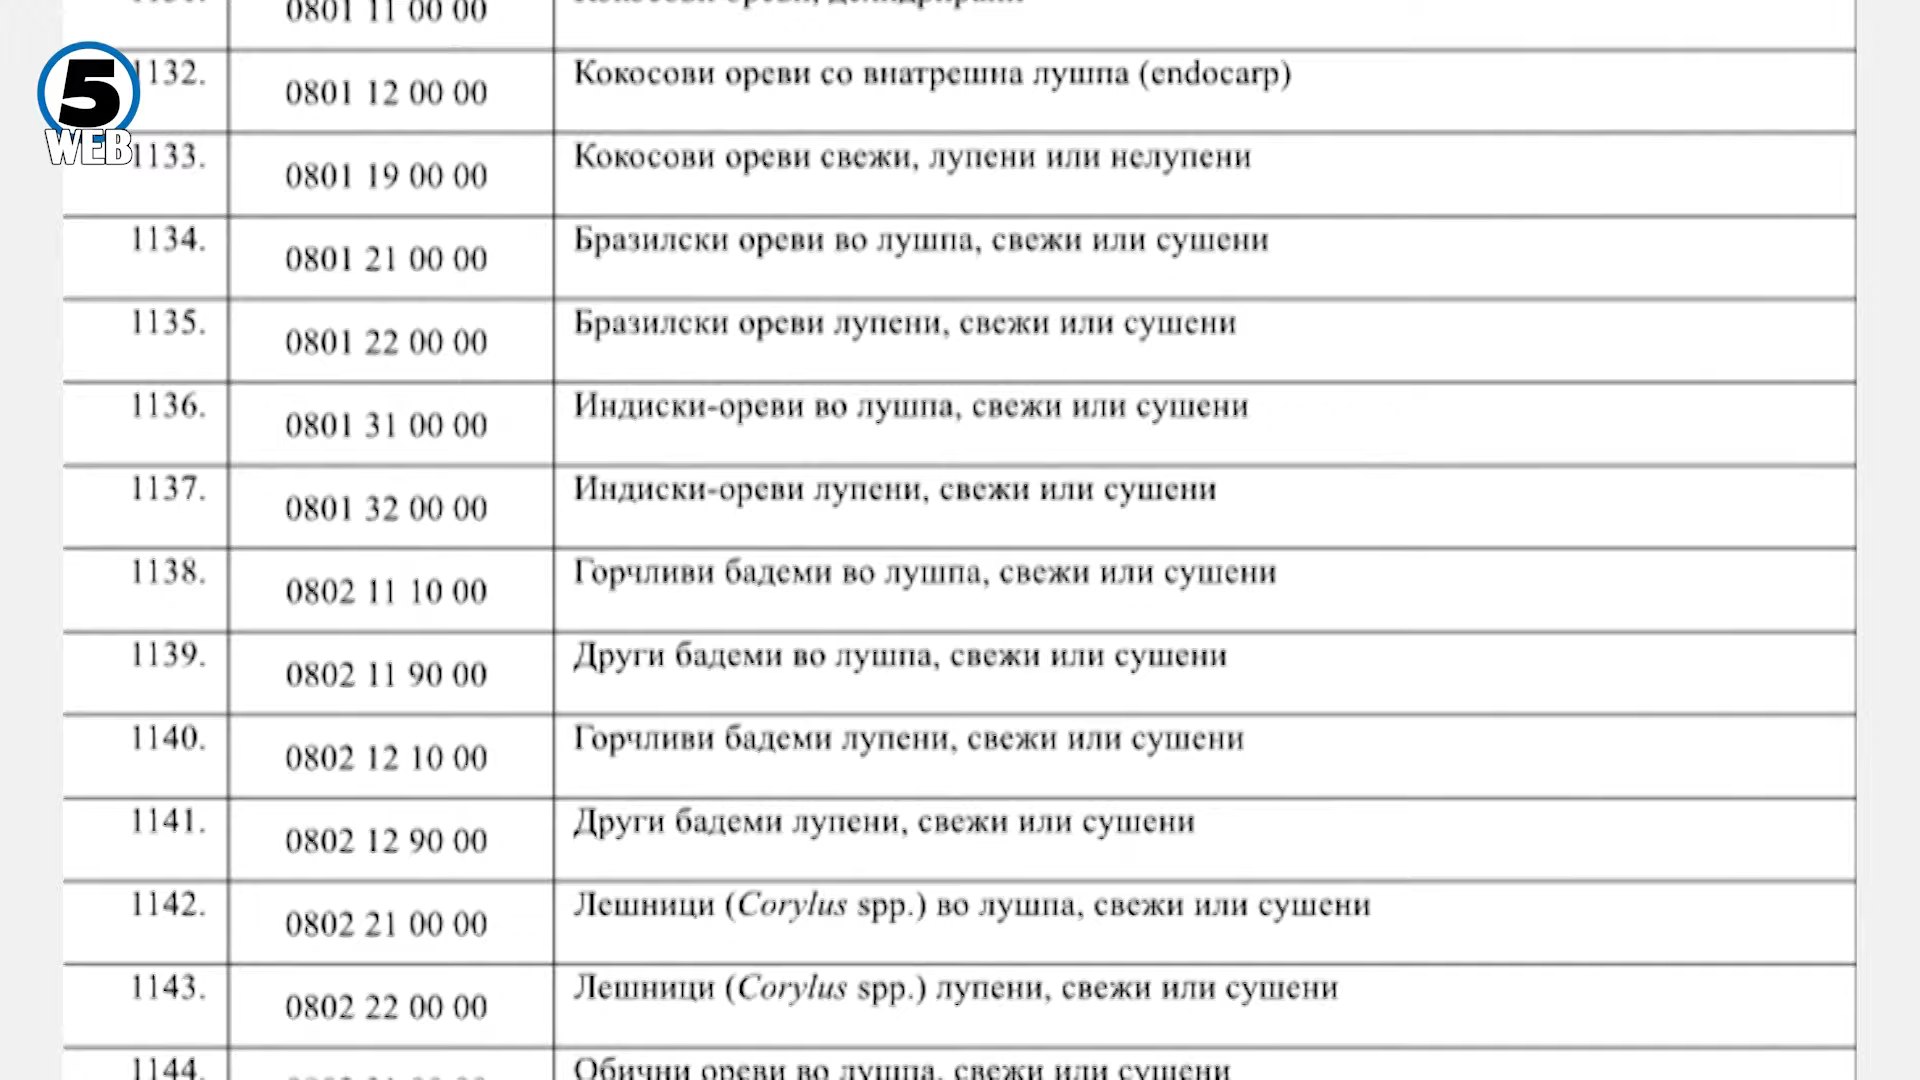 0801 11 00 00
5
WEB
1132. 0801 12 00 00 Кокосови ореви со внатрешна лушпа (endocarp)
1133. 0801 19 00 00 Кокосови ореви свежи, лупени или нелупени
1134. 0801 21 00 00 Бразилски ореви во лушпа, свежи или сушени
1135. 0801 22 00 00 Бразилски ореви лупени, свежи или сушени
1136. 0801 31 00 00 Индиски-ореви во лушпа, свежи или сушени
1137. 0801 32 00 00 Индиски-ореви лупени, свежи или сушени
1138. 0802 11 10 00 Горчливи бадеми во лушпа, свежи или сушени
1139. 0802 11 90 00 Други бадеми во лушпа, свежи или сушени
1140. 0802 12 10 00 Горчливи бадеми лупени, свежи или сушени
1141. 0802 12 90 00 Други бадеми лупени, свежи или сушени
1142. 0802 21 00 00 Лешници (Corylus spp.) во лушпа, свежи или сушени
1143. 0802 22 00 00 Лешници (Corylus spp.) лупени, свежи или сушени
1144. Обични ореви во лушпа, свежи или сушени